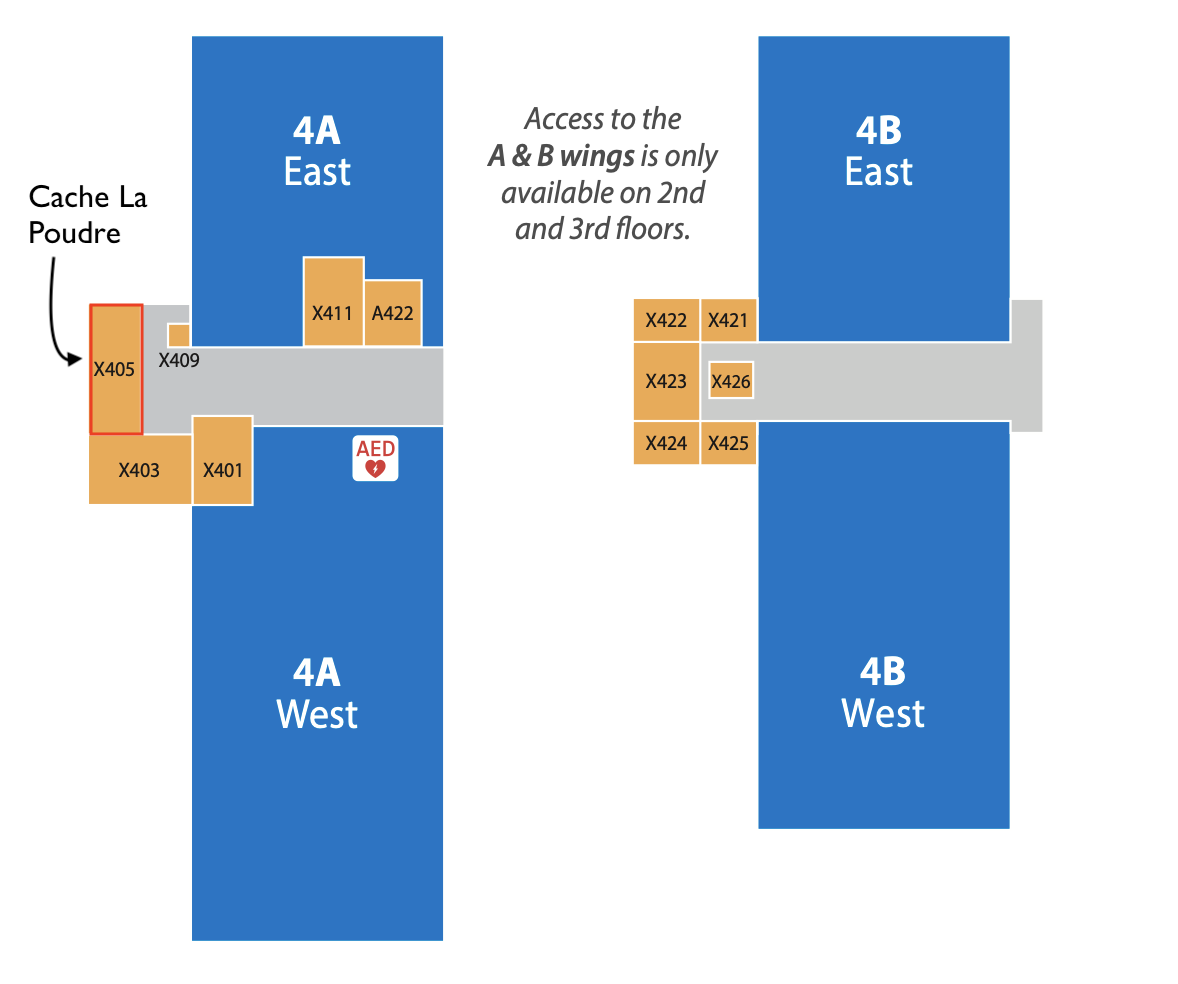 4A
East
Access to the
A & B wings is only
available on 2nd
and 3rd floors.
4B
East
Cache La
Poudre
X411
A422
X405
X409
X403
X401
AED
X422
X421
X423
X426
X424
X425
4A
West
4B
West